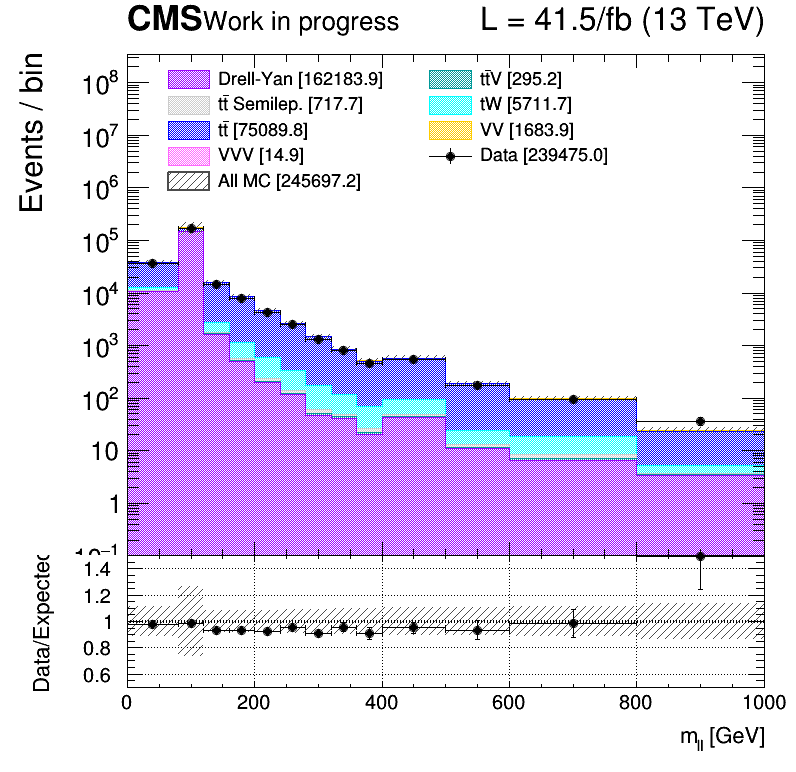 CMS Work in progress L = 41.5/fb (13 TeV)
Events / bin
Drell-Yan [162183.9] tt̄V [295.2]
tt̄ Semilep. [717.7] tW [5711.7]
tt̄ [75089.8] VV [1683.9]
VVV [14.9] Data [239475.0]
All MC [245697.2]
10⁸
10⁷
10⁶
10⁵
10⁴
10³
10²
10
1
10⁻¹
Data/Expected
1.4
1.2
1
0.8
0.6
0 200 400 600 800 1000
m_ll [GeV]